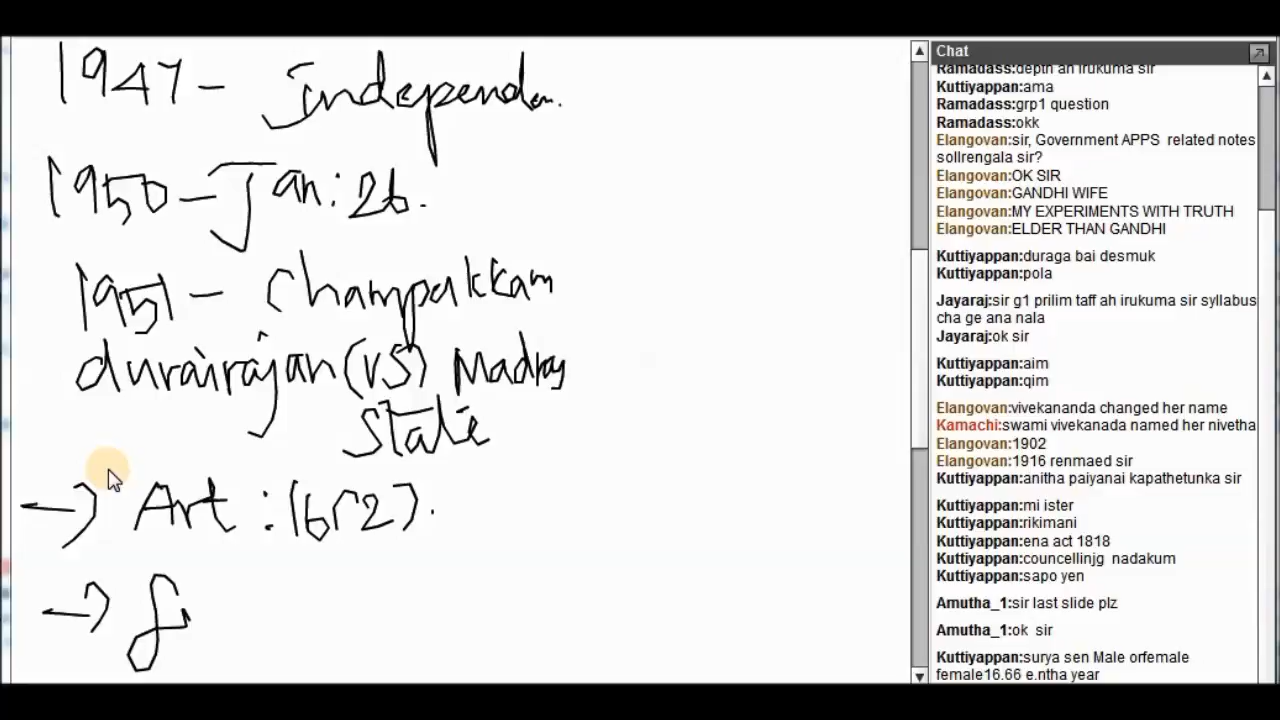 1947 - independen.
1950 - Jan: 26.
1951 - Champakkam
durairajan (vs) Madras
State
→ Art : 16(2).
→
Chat
Ramadass:depth ah irukuma sir
Kuttiyappan:ama
Ramadass:grp1 question
Ramadass:okk
Elangovan:sir, Government APPS related notes
sollrengala sir?
Elangovan:OK SIR
Elangovan:GANDHI WIFE
Elangovan:MY EXPERIMENTS WITH TRUTH
Elangovan:ELDER THAN GANDHI
Kuttiyappan:duraga bai desmuk
Kuttiyappan:pola
Jayaraj:sir g1 prilim taff ah irukuma sir syllabus
cha ge ana nala
Jayaraj:ok sir
Kuttiyappan:aim
Kuttiyappan:qim
Elangovan:vivekananda changed her name
Kamachi:swami vivekanada named her nivetha
Elangovan:1902
Elangovan:1916 renmaed sir
Kuttiyappan:anitha paiyanai kapathetunka sir
Kuttiyappan:mi ister
Kuttiyappan:rikimani
Kuttiyappan:ena act 1818
Kuttiyappan:councellinjg nadakum
Kuttiyappan:sapo yen
Amutha_1:sir last slide plz
Amutha_1:ok sir
Kuttiyappan:surya sen Male orfemale
female16.66 e.ntha year